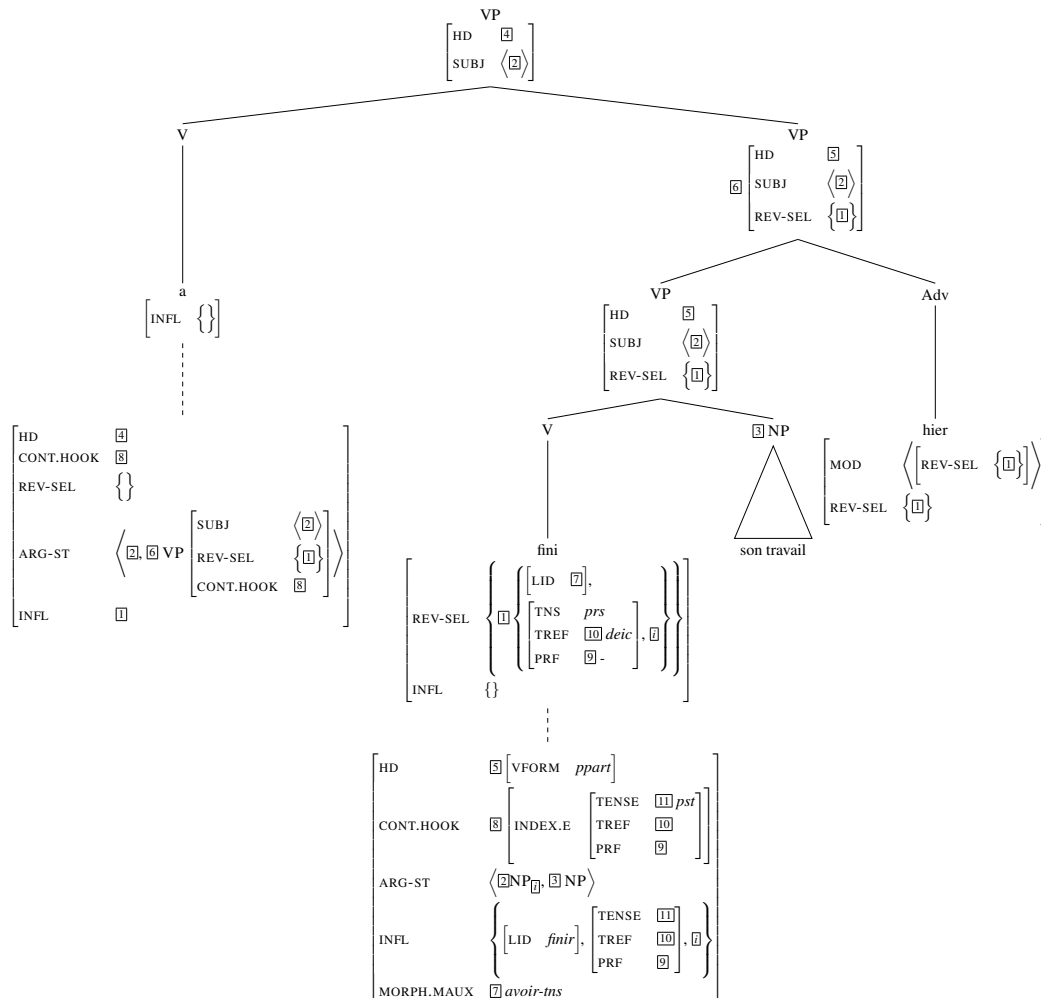 VP
HD 4
SUBJ ⟨2⟩
V VP
6
HD 5
SUBJ ⟨2⟩
REV-SEL {1}
a VP Adv
INFL {}
HD 5
SUBJ ⟨2⟩
REV-SEL {1}
V 3 NP hier
HD 4
CONT.HOOK 8
REV-SEL {}
ARG-ST ⟨2, 6 VP [SUBJ ⟨2⟩
REV-SEL {1}
CONT.HOOK 8]⟩
INFL 1
MOD ⟨[REV-SEL {1}]⟩
REV-SEL {1}
fini son travail
REV-SEL {1 {[LID 7],
[TNS prs
TREF 10 deic
PRF 9 -], i}}
INFL {}
HD 5 [VFORM ppart]
CONT.HOOK 8 [INDEX.E [TENSE 11 pst
TREF 10
PRF 9]]
ARG-ST ⟨2NPi, 3 NP⟩
INFL {[LID finir], [TENSE 11
TREF 10
PRF 9], i}
MORPH.MAUX 7 avoir-tns